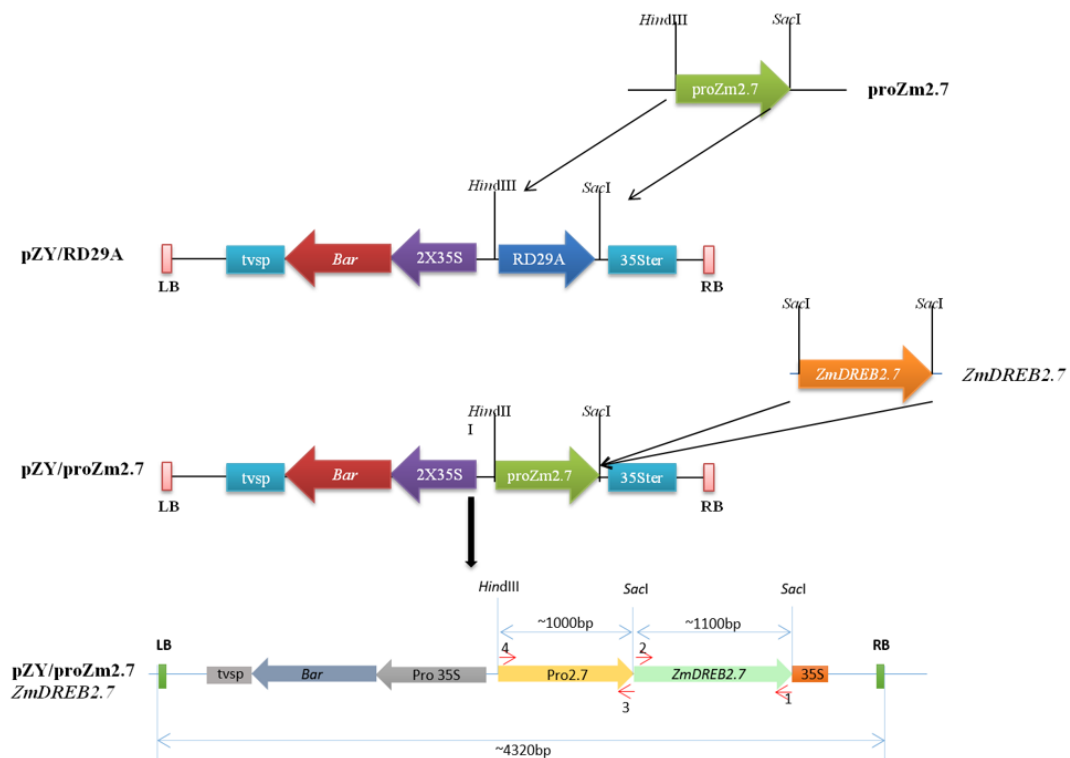 HindIII SacI
proZm2.7 proZm2.7
HindIII SacI
pZY/RD29A tvsp Bar 2X35S RD29A 35Ster
LB RB
SacI SacI
ZmDREB2.7 ZmDREB2.7
HindII SacI
I
pZY/proZm2.7 tvsp Bar 2X35S proZm2.7 35Ster
LB RB
HindIII SacI SacI
~1000bp ~1100bp
LB 4 2 RB
pZY/proZm2.7 tvsp Bar Pro 35S Pro2.7 ZmDREB2.7 35S
ZmDREB2.7
3 1
~4320bp